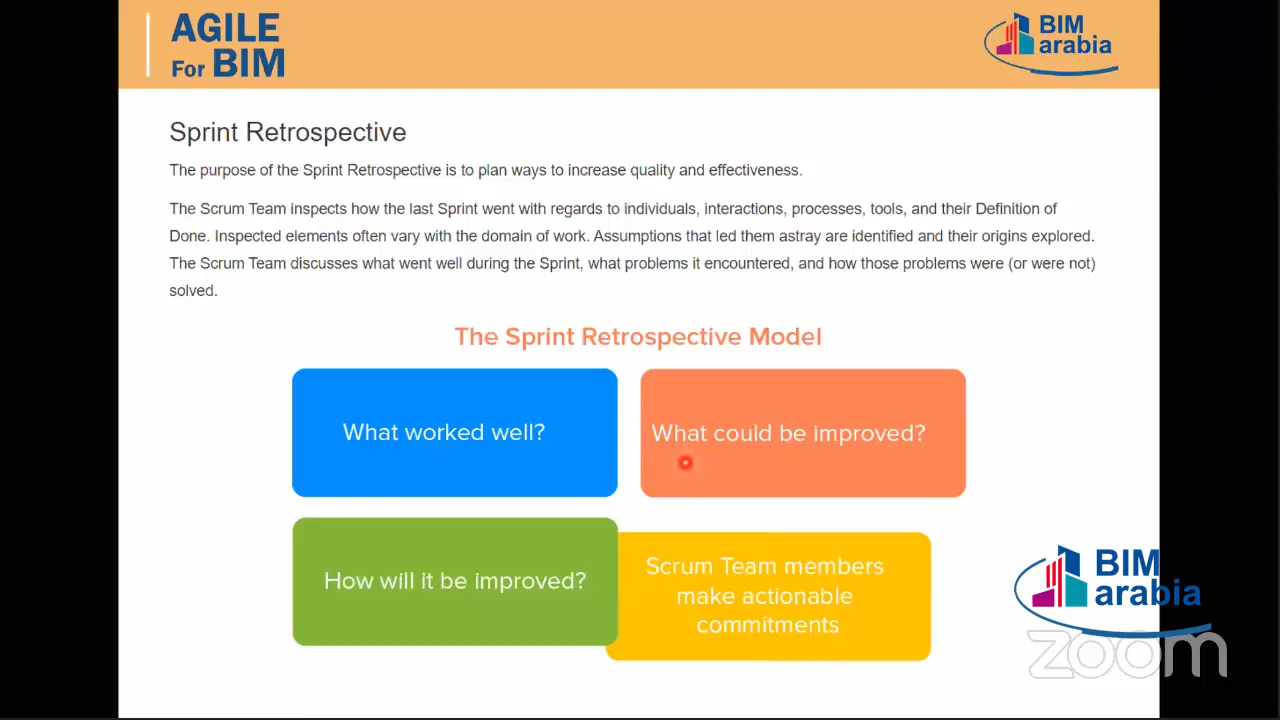 AGILE
For BIM
BIM
arabia
Sprint Retrospective
The purpose of the Sprint Retrospective is to plan ways to increase quality and effectiveness.
The Scrum Team inspects how the last Sprint went with regards to individuals, interactions, processes, tools, and their Definition of
Done. Inspected elements often vary with the domain of work. Assumptions that led them astray are identified and their origins explored.
The Scrum Team discusses what went well during the Sprint, what problems it encountered, and how those problems were (or were not)
solved.
The Sprint Retrospective Model
What worked well?
What could be improved?
How will it be improved?
Scrum Team members
make actionable
commitments
BIM
arabia
zoom